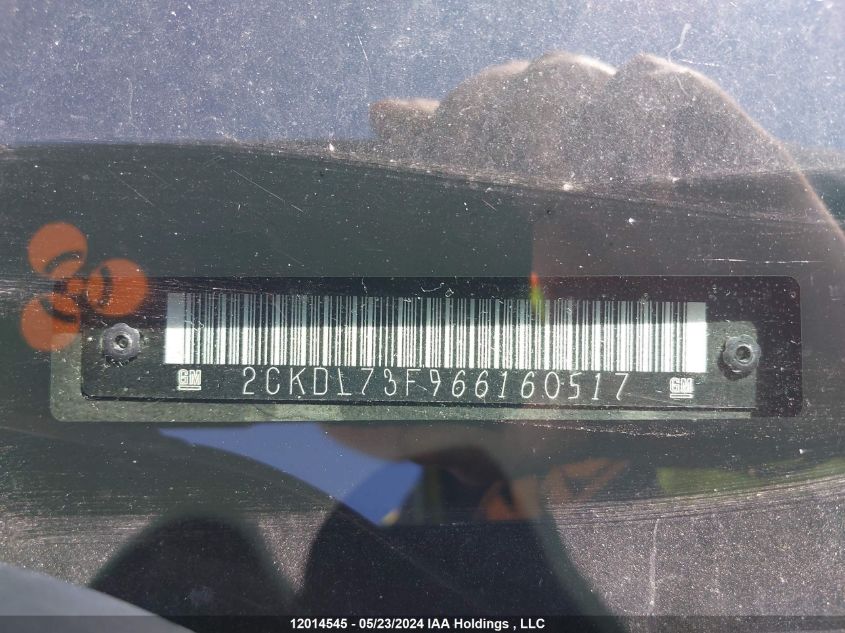 GM 2CKDL73F966160517 GM
12014545 - 05/23/2024 IAA Holdings , LLC